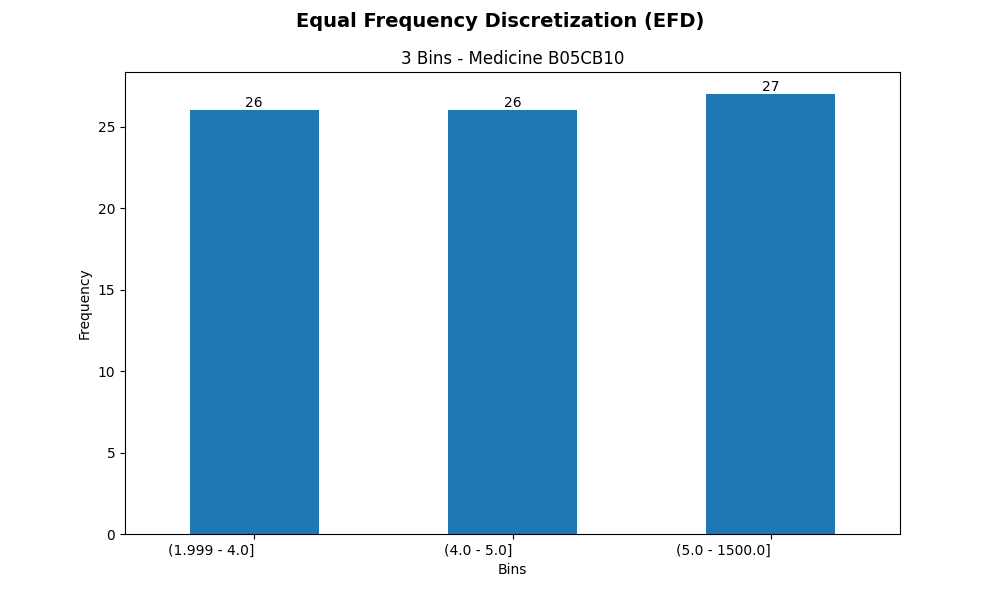 Equal Frequency Discretization (EFD)
3 Bins - Medicine B05CB10
26
26
27
25
20
15
10
5
0
Frequency
(1.999 - 4.0]
(4.0 - 5.0]
(5.0 - 1500.0]
Bins